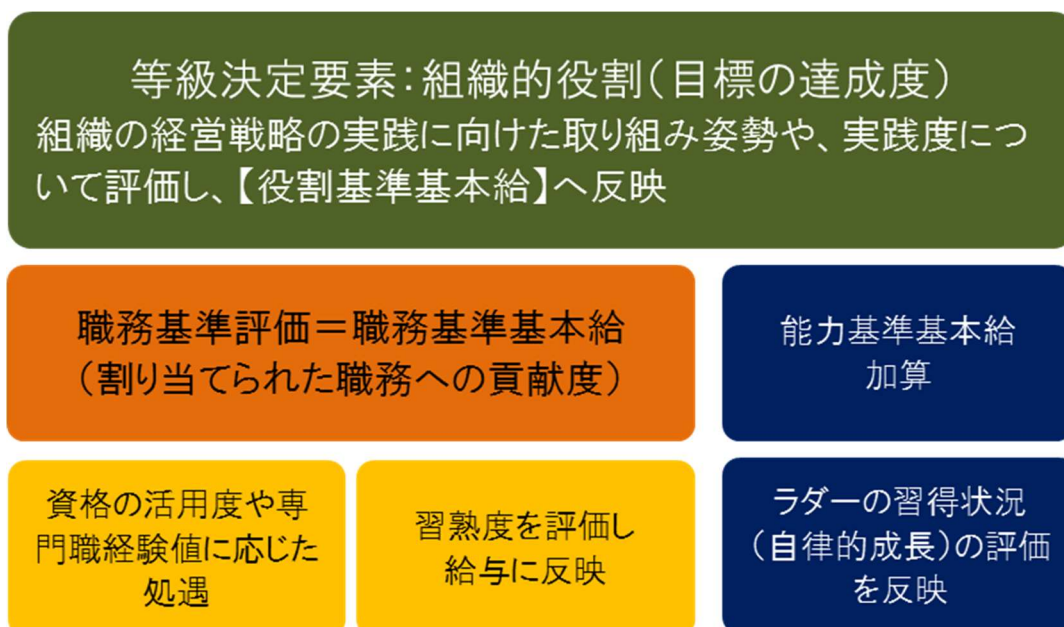 等級決定要素：組織的役割（目標の達成度）
組織の経営戦略の実践に向けた取り組み姿勢や、実践度につ
いて評価し、【役割基準基本給】へ反映
職務基準評価＝職務基準基本給
（割り当てられた職務への貢献度）
能力基準基本給
加算
資格の活用度や専
門職経験値に応じた
処遇
習熟度を評価し
給与に反映
ラダーの習得状況
（自律的成長）の評価
を反映